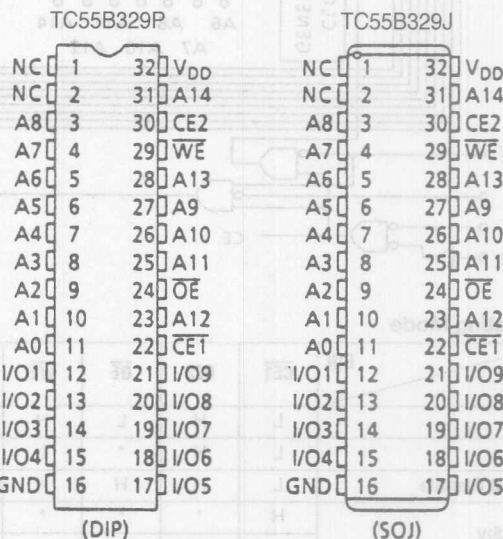 TC55B329P
NC 1 32 VDD
NC 2 31 A14
A8 3 30 CE2
A7 4 29 W̅E̅
A6 5 28 A13
A5 6 27 A9
A4 7 26 A10
A3 8 25 A11
A2 9 24 O̅E̅
A1 10 23 A12
A0 11 22 C̅E̅1̅
I/O1 12 21 I/O9
I/O2 13 20 I/O8
I/O3 14 19 I/O7
I/O4 15 18 I/O6
GND 16 17 I/O5
(DIP)
TC55B329J
NC 1 32 VDD
NC 2 31 A14
A8 3 30 CE2
A7 4 29 W̅E̅
A6 5 28 A13
A5 6 27 A9
A4 7 26 A10
A3 8 25 A11
A2 9 24 O̅E̅
A1 10 23 A12
A0 11 22 C̅E̅1̅
I/O1 12 21 I/O9
I/O2 13 20 I/O8
I/O3 14 19 I/O7
I/O4 15 18 I/O6
GND 16 17 I/O5
(SOJ)